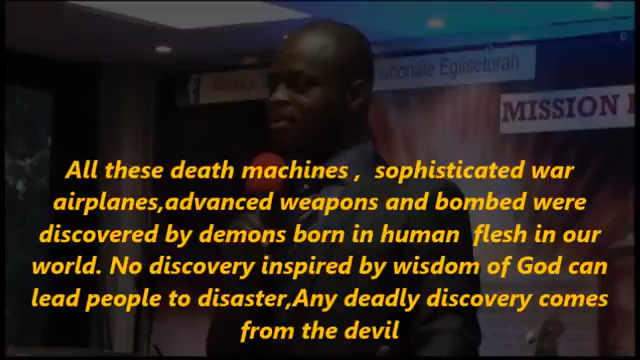 nationale Eglisetorah
MISSION
All these death machines ,  sophisticated war
airplanes,advanced weapons and bombed were
discovered by demons born in human  flesh in our
world. No discovery inspired by wisdom of God can
lead people to disaster,Any deadly discovery comes
from the devil